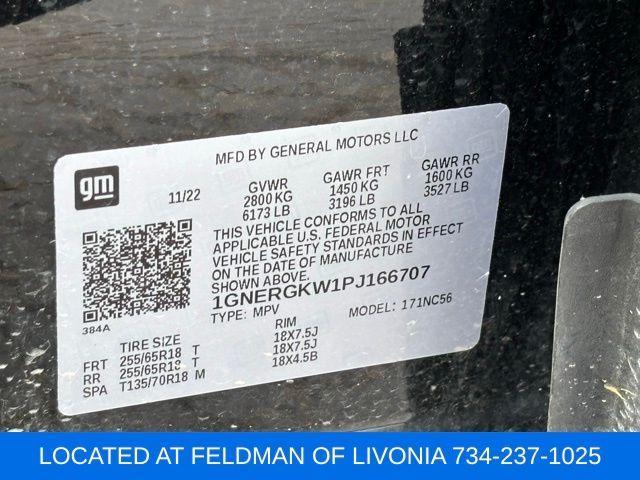 MFD BY GENERAL MOTORS LLC
gm
11/22
GVWR GAWR FRT GAWR RR
2800 KG 1450 KG 1600 KG
6173 LB 3196 LB 3527 LB
THIS VEHICLE CONFORMS TO ALL
APPLICABLE U.S. FEDERAL MOTOR
VEHICLE SAFETY STANDARDS IN EFFECT
ON THE DATE OF MANUFACTURE
SHOWN ABOVE.
1GNERGKW1PJ166707
TYPE: MPV MODEL: 171NC56
384A
TIRE SIZE RIM
FRT 255/65R18 T 18X7.5J
RR 255/65R18 T 18X7.5J
SPA T135/70R18 M 18X4.5B
LOCATED AT FELDMAN OF LIVONIA 734-237-1025